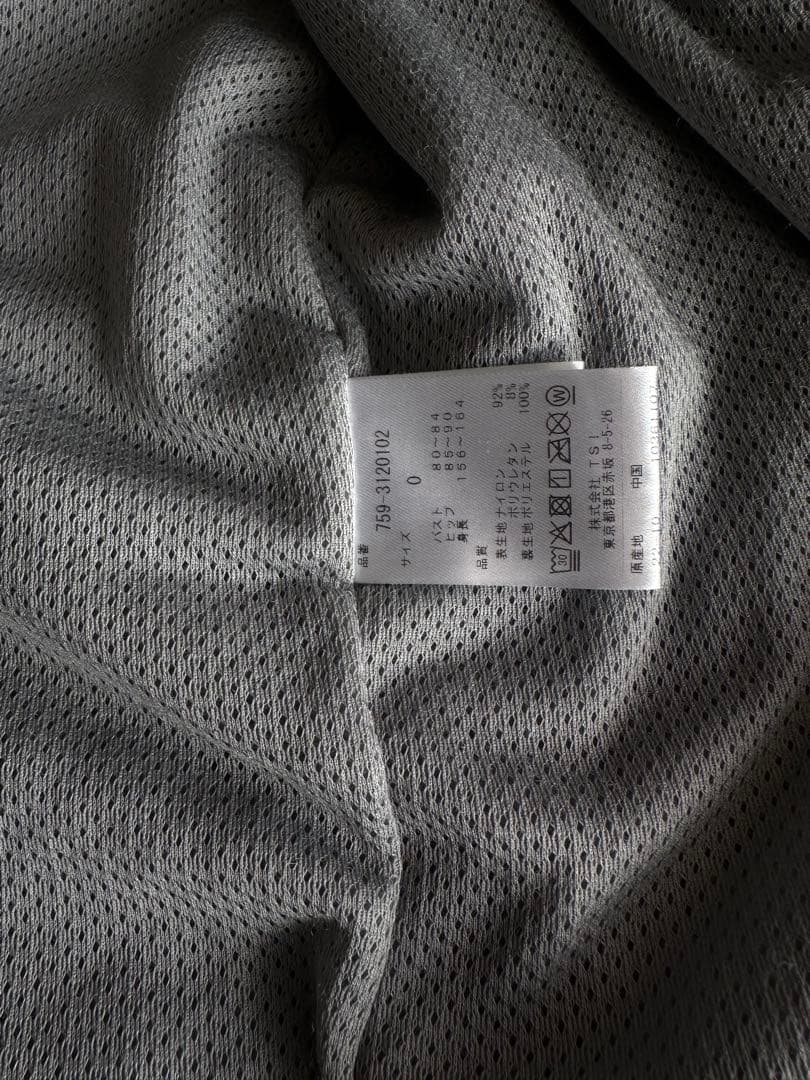 品番
759-3120102
サイズ
0
バスト 80~84
ヒップ 85~90
身長 156~164
品質
表生地 ナイロン 92%
ポリウレタン 8%
裏生地 ポリエステル 100%
30 W
株式会社 TSI
東京都港区赤坂 8-5-26
原産地 中国